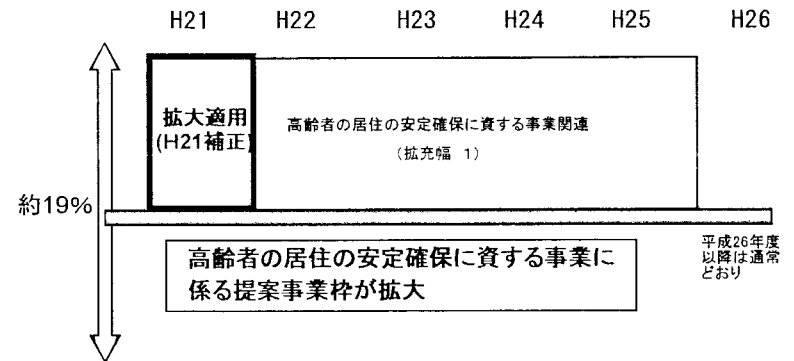 H21 H22 H23 H24 H25 H26
拡大適用
(H21補正)
高齢者の居住の安定確保に資する事業関連
(拡充幅 1)
約19%
平成26年度
以降は通常
どおり
高齢者の居住の安定確保に資する事業に
係る提案事業枠が拡大